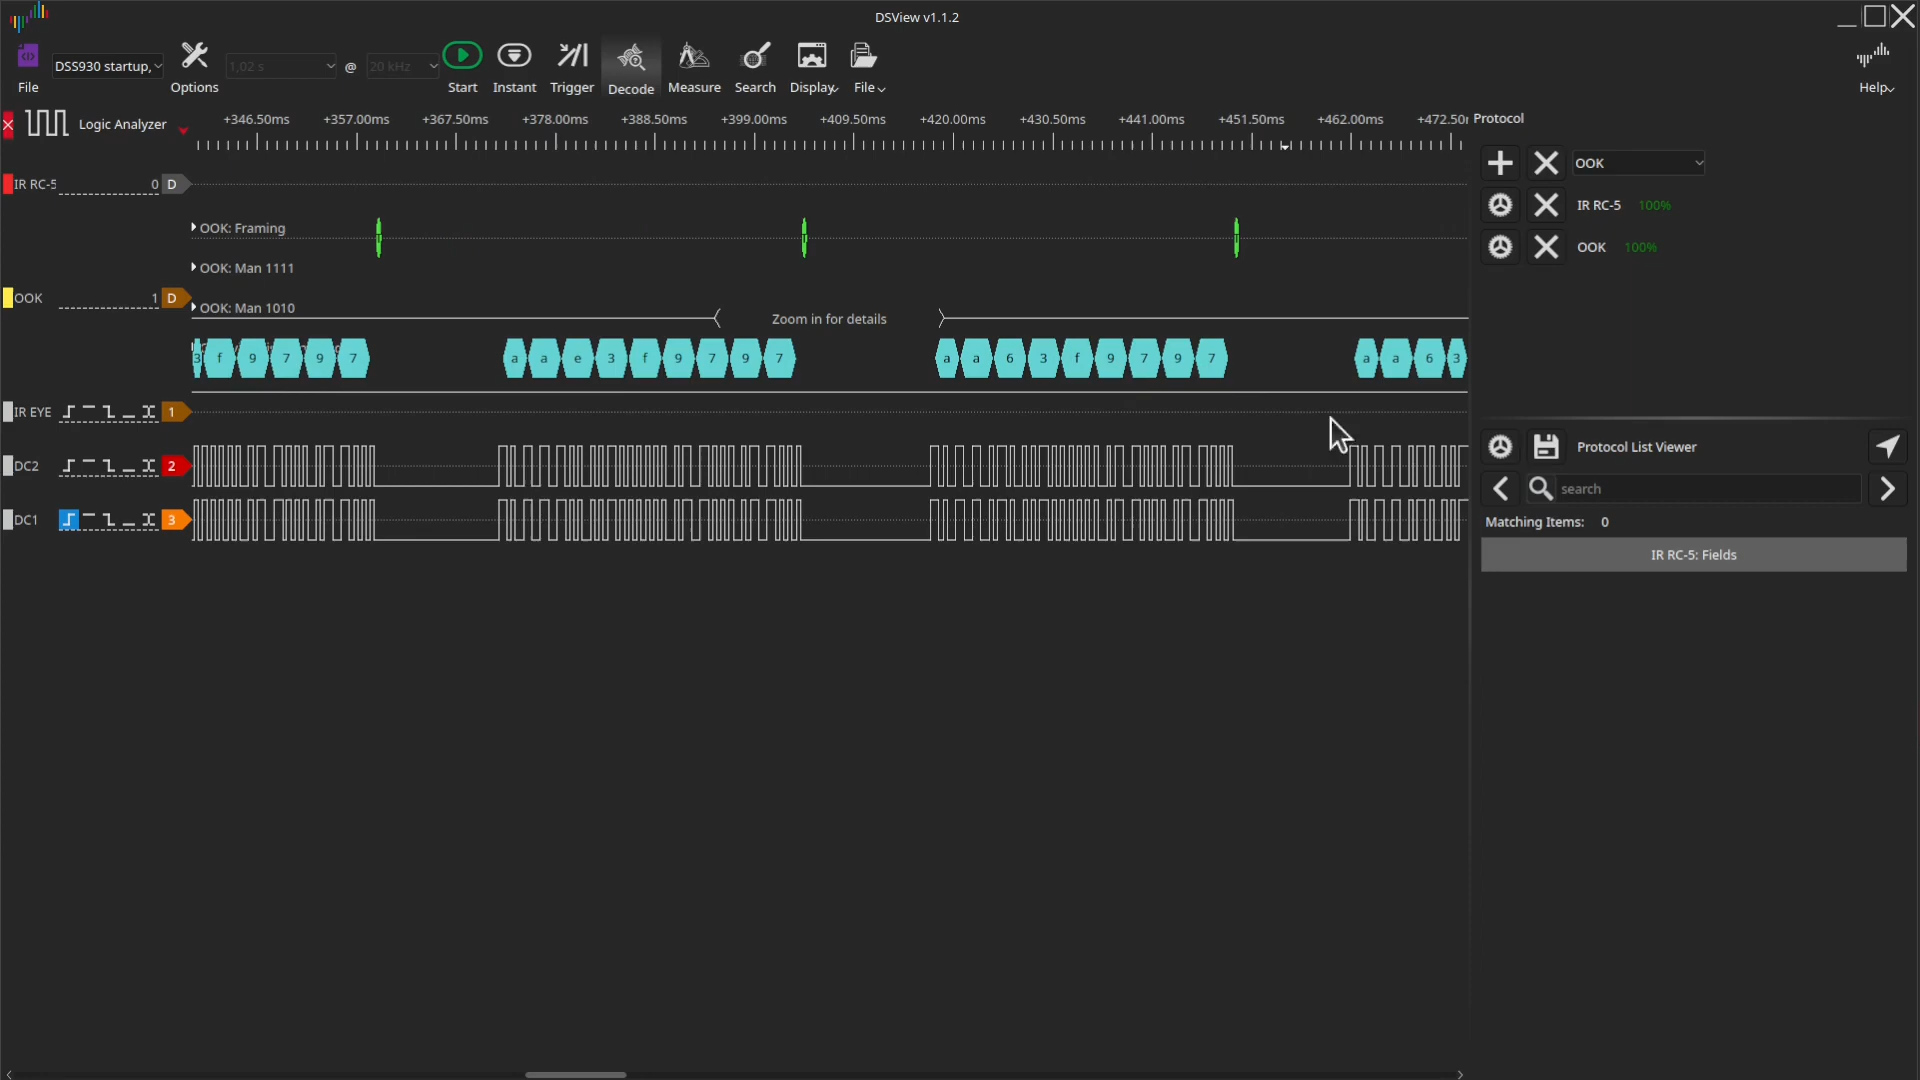 DSView v1.1.2
File
DSS930 startup,
Options
1,02 s
@
20 kHz
Start
Instant
Trigger
Decode
Measure
Search
Display
File
Help
Logic Analyzer
+346.50ms +357.00ms +367.50ms +378.00ms +388.50ms +399.00ms +409.50ms +420.00ms +430.50ms +441.00ms +451.50ms +462.00ms +472.50m
Protocol
OOK
IR RC-5 0 D
IR RC-5 100%
OOK: Framing
OOK 100%
OOK: Man 1111
OOK 1 D
OOK: Man 1010
Zoom in for details
3 f 9 7 9 7 a a e 3 f 9 7 9 7 a a 6 3 f 9 7 9 7 a a 6 3
IR EYE 1
DC2 2
DC1 3
Protocol List Viewer
search
Matching Items: 0
IR RC-5: Fields